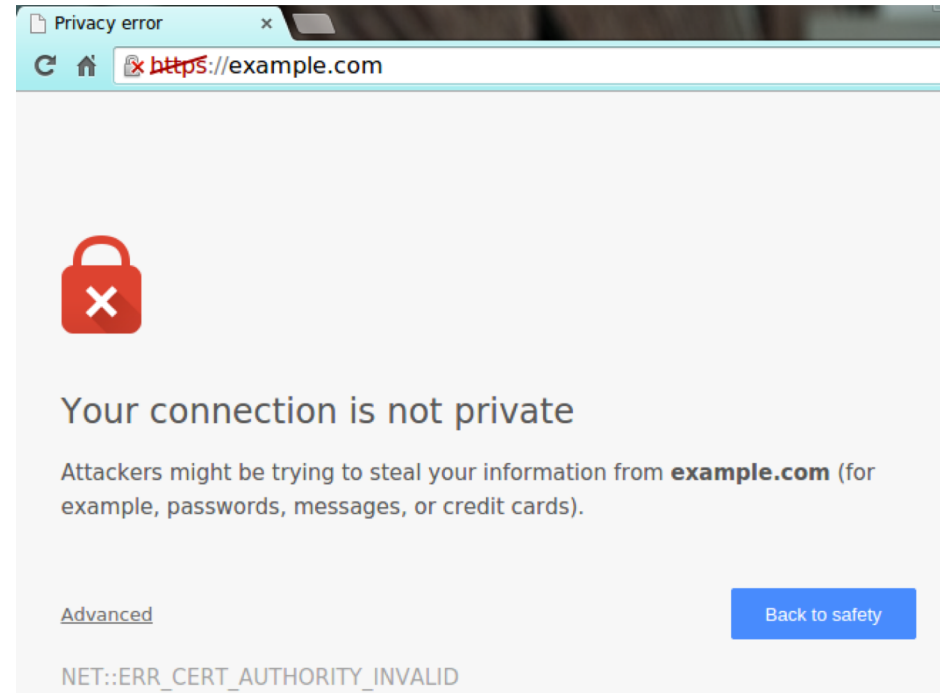 Privacy error
https://example.com
Your connection is not private
Attackers might be trying to steal your information from example.com (for
example, passwords, messages, or credit cards).
Advanced
Back to safety
NET::ERR_CERT_AUTHORITY_INVALID